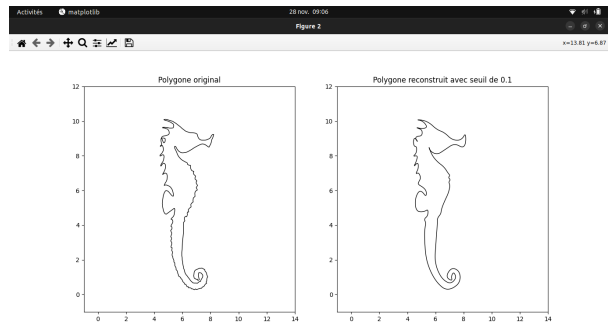 Activités matplotlib 28 nov. 09:06
Figure 2
x=13.81 y=6.87
Polygone original
12
10
8
6
4
2
0
0 2 4 6 8 10 12 14
Polygone reconstruit avec seuil de 0.1
12
10
8
6
4
2
0
0 2 4 6 8 10 12 14